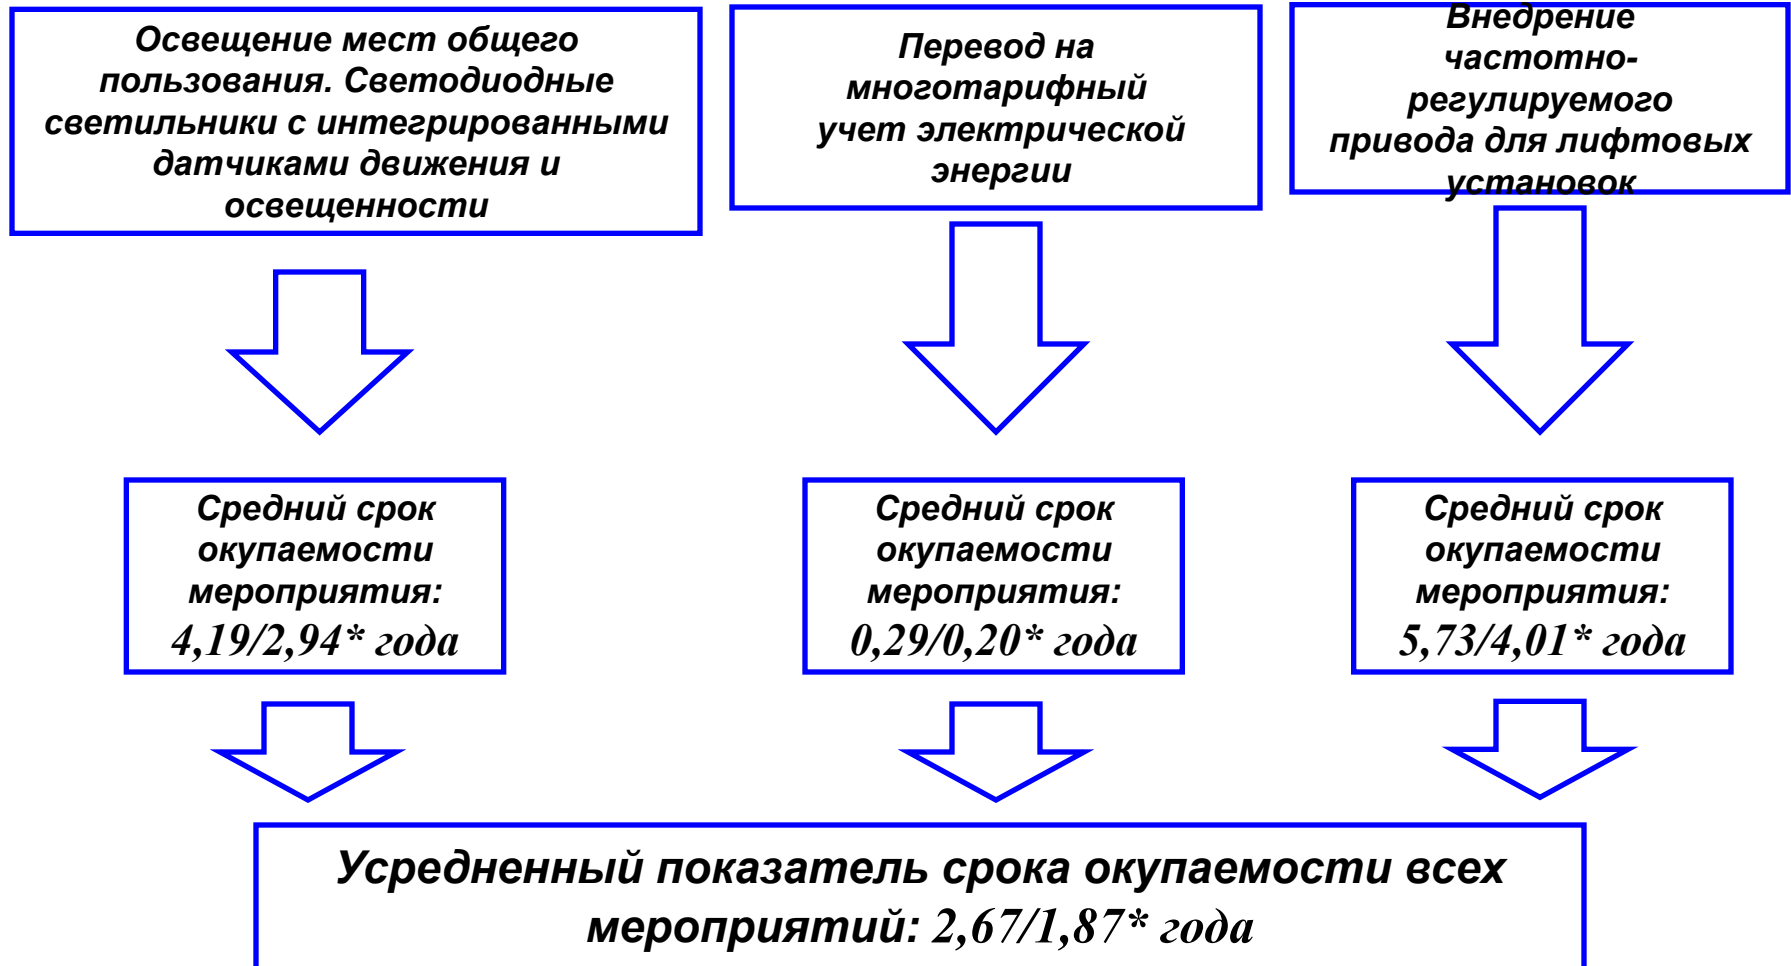 Освещение мест общего
пользования. Светодиодные
светильники с интегрированными
датчиками движения и
освещенности
Перевод на
многотарифный
учет электрической
энергии
Внедрение
частотно-
регулируемого
привода для лифтовых
установок
Средний срок
окупаемости
мероприятия:
4,19/2,94* года
Средний срок
окупаемости
мероприятия:
0,29/0,20* года
Средний срок
окупаемости
мероприятия:
5,73/4,01* года
Усредненный показатель срока окупаемости всех
мероприятий: 2,67/1,87* года